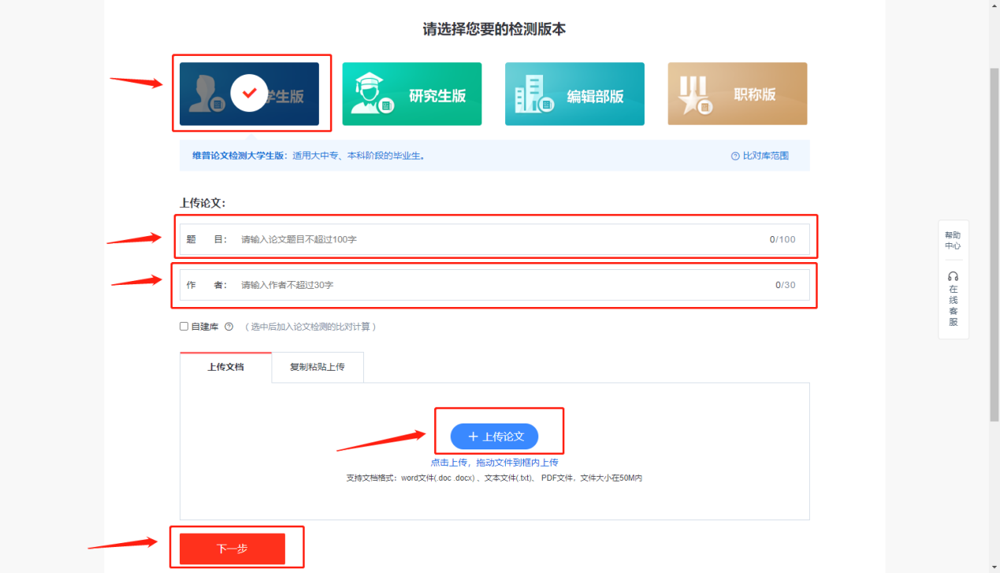 请选择您要的检测版本
学生版
研究生版
编辑部版
职称版
维普论文检测大学生版：适用大中专、本科阶段的毕业生。
比对库范围
上传论文：
题 目： 请输入论文题目不超过100字 0/100
作 者： 请输入作者不超过30字 0/30
自建库 （选中后加入论文检测的比对计算）
上传文档 复制粘贴上传
+ 上传论文
点击上传，拖动文件到框内上传
支持文档格式：word文件(.doc .docx) 、文本文件(.txt)、 PDF文件，文件大小在50M内
下一步
帮助
中心
在
线
客
服